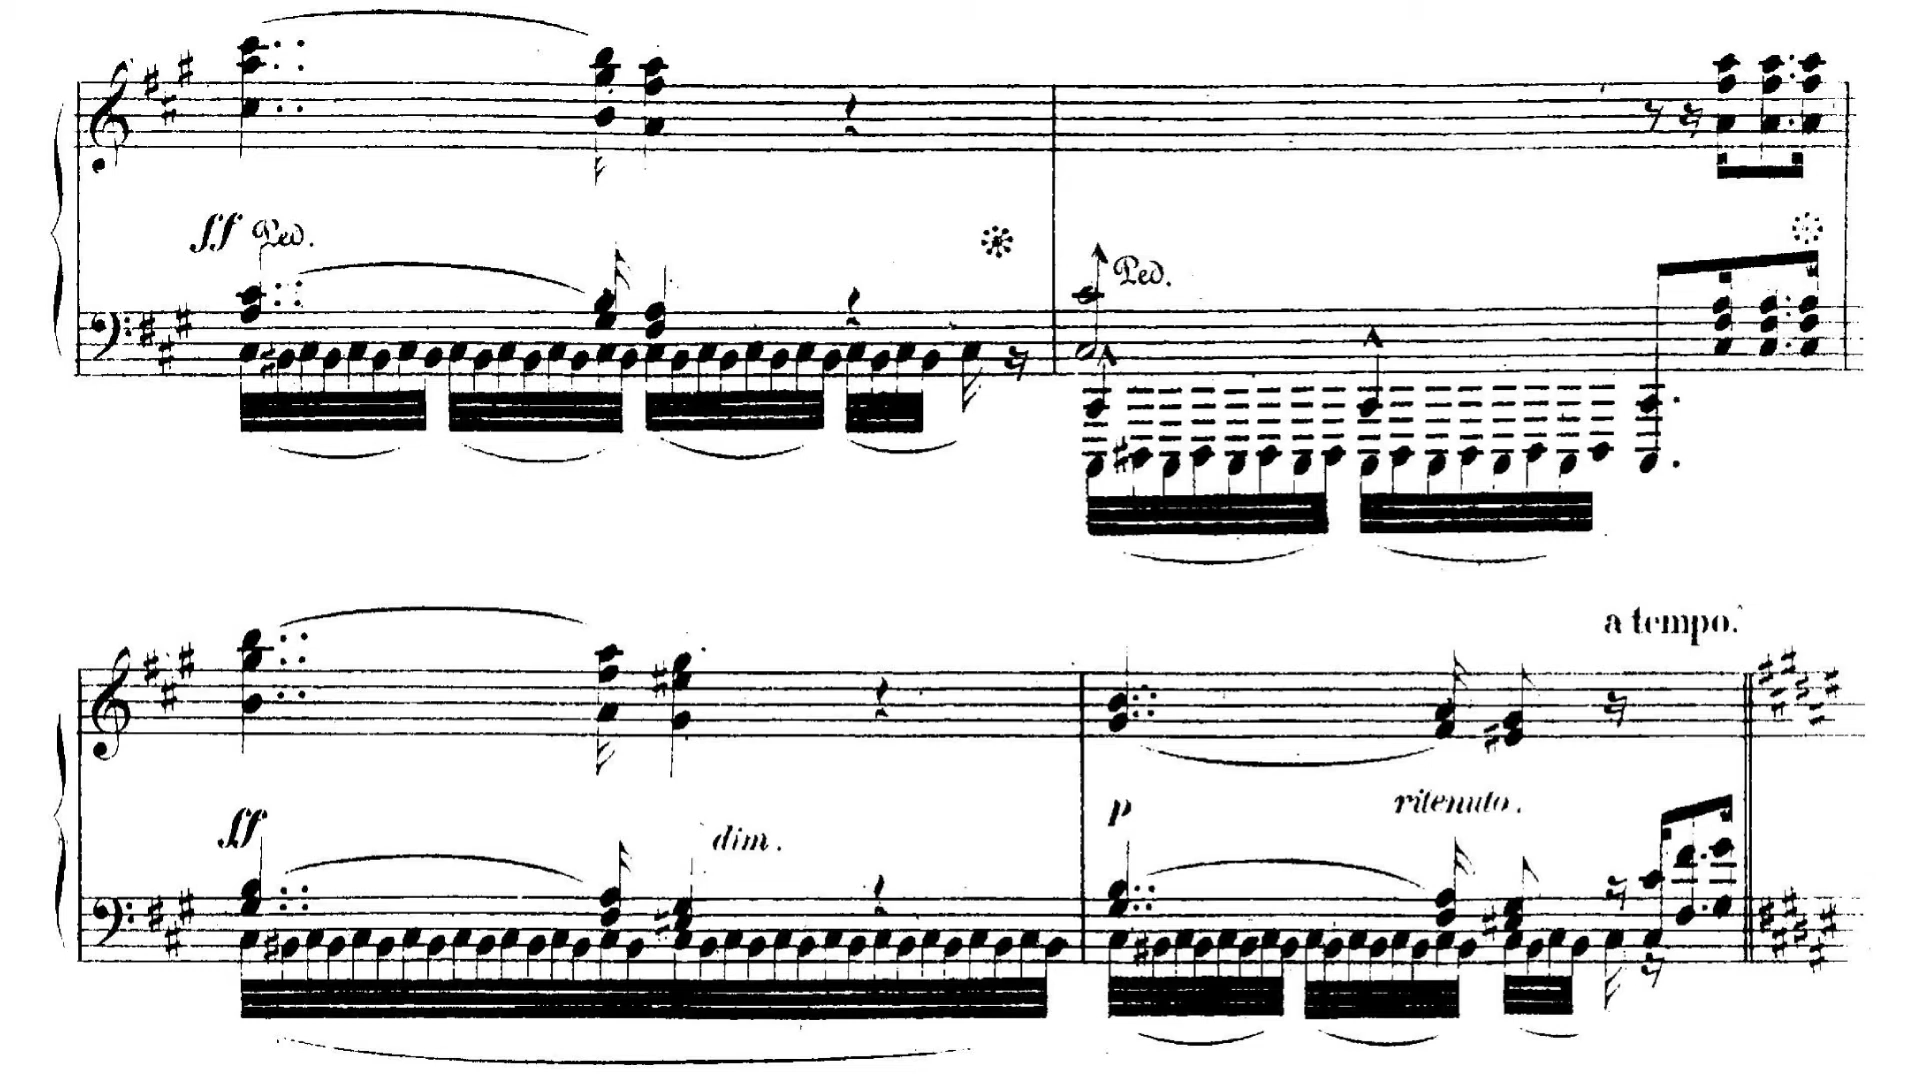 ff Ped.
Ped.
a tempo.
ff dim. p ritenuto.